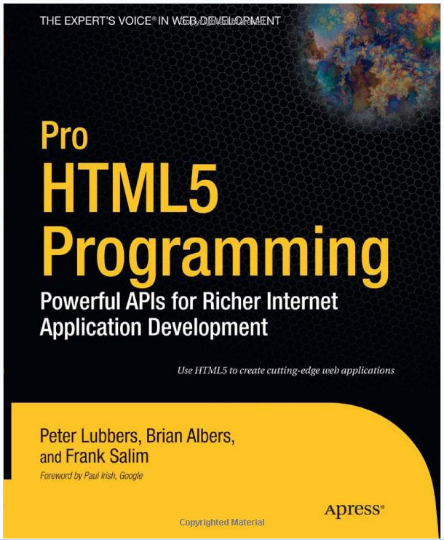 THE EXPERT'S VOICE® IN WEB DEVELOPMENT
Pro
HTML5
Programming
Powerful APIs for Richer Internet
Application Development
Use HTML5 to create cutting-edge web applications
Peter Lubbers, Brian Albers,
and Frank Salim
Foreword by Paul Irish, Google
Apress®
Copyrighted Material